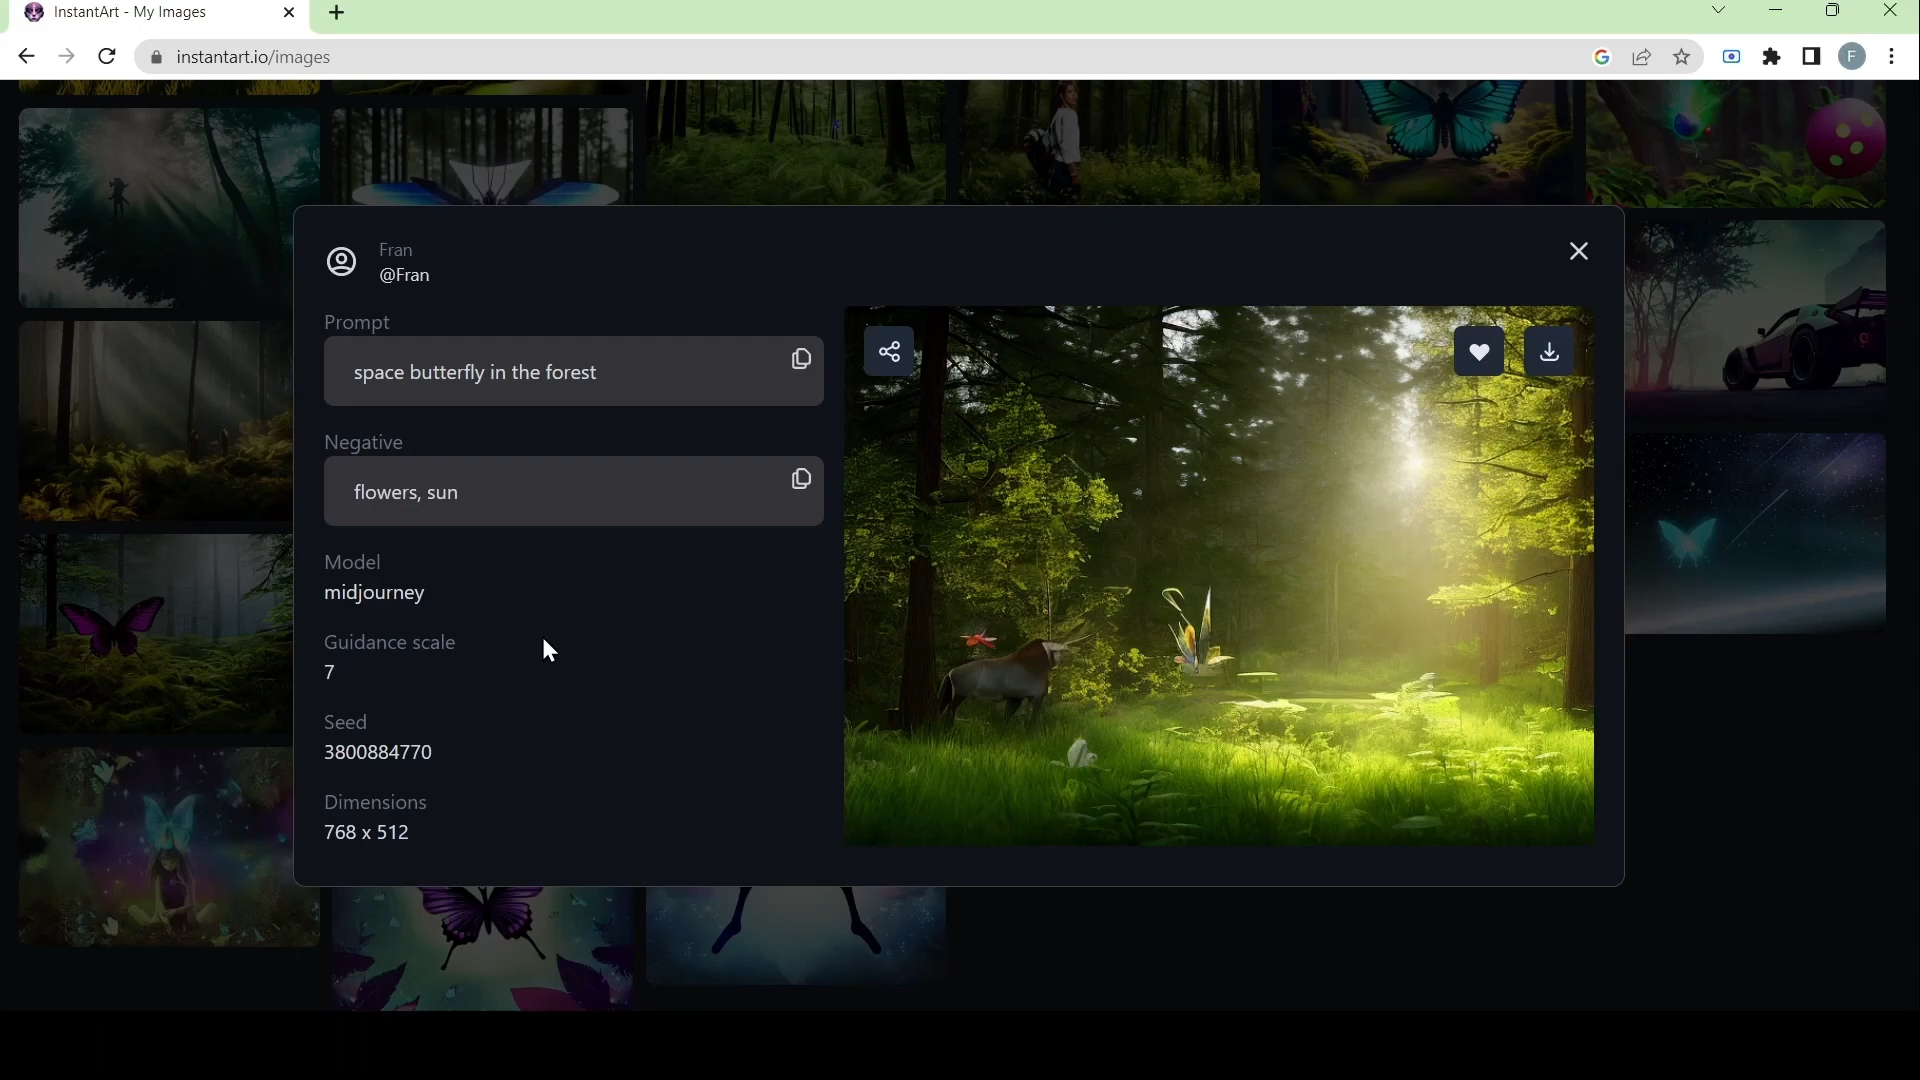 InstantArt - My Images
instantart.io/images
F
Fran
@Fran
Prompt
space butterfly in the forest
Negative
flowers, sun
Model
midjourney
Guidance scale
7
Seed
3800884770
Dimensions
768 x 512